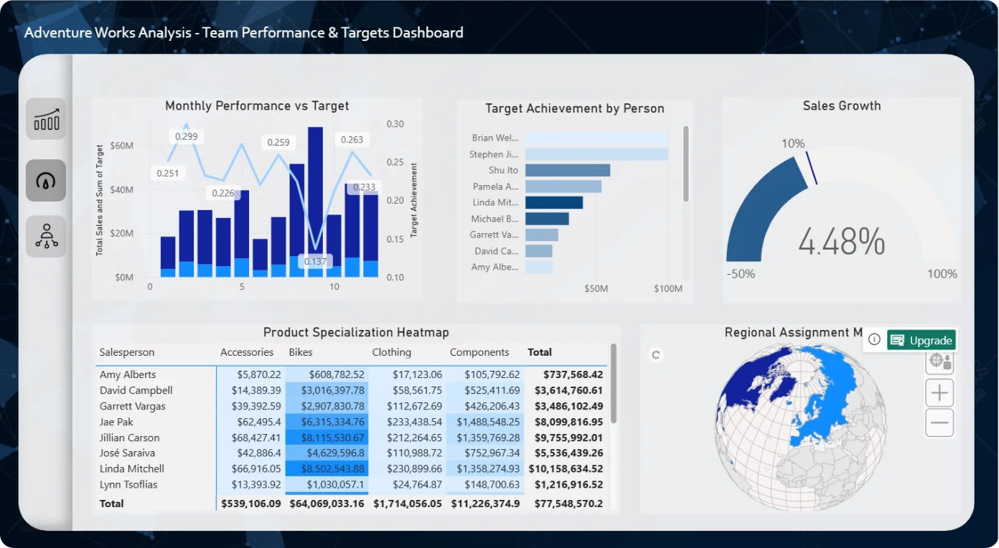 Adventure Works Analysis - Team Performance & Targets Dashboard
Monthly Performance vs Target
Total Sales and Sum of Target
$60M
$40M
$20M
$0M
0.299
0.251
0.226
0.259
0.263
0.233
0.137
0.30
0.25
0.20
0.15
0.10
Target Achievement
0
5
10
Target Achievement by Person
Brian Wel...
Stephen Ji...
Shu Ito
Pamela A...
Linda Mit...
Michael B...
Garrett Va...
David Ca...
Amy Albe...
$50M
$100M
Sales Growth
10%
4.48%
-50%
100%
Product Specialization Heatmap
Salesperson Accessories Bikes Clothing Components Total
Amy Alberts $5,870.22 $608,782.52 $17,123.06 $105,792.62 $737,568.42
David Campbell $14,389.39 $3,016,397.78 $58,561.75 $525,411.69 $3,614,760.61
Garrett Vargas $39,392.59 $2,907,830.78 $112,672.69 $426,206.43 $3,486,102.49
Jae Pak $62,495.4 $6,315,334.76 $233,438.54 $1,488,548.25 $8,099,816.95
Jillian Carson $68,427.41 $8,115,530.67 $212,264.65 $1,359,769.28 $9,755,992.01
José Saraiva $42,886.4 $4,629,596.8 $110,988.72 $752,967.34 $5,536,439.26
Linda Mitchell $66,916.05 $8,502,543.88 $230,899.66 $1,358,274.93 $10,158,634.52
Lynn Tsoflias $13,393.92 $1,030,057.1 $24,764.87 $148,700.63 $1,216,916.52
Total $539,106.09 $64,069,033.16 $1,714,056.05 $11,226,374.9 $77,548,570.2
Regional Assignment M
Upgrade